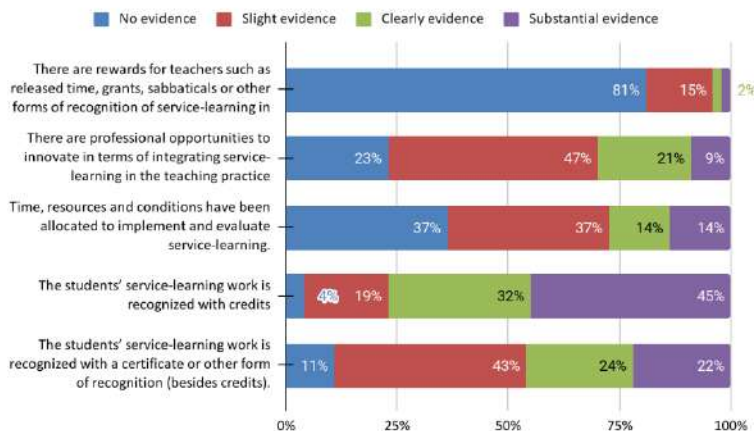 No evidence Slight evidence Clearly evidence Substantial evidence
There are rewards for teachers such as
released time, grants, sabbaticals or other
forms of recognition of service-learning in
81% 15% 2%
There are professional opportunities to
innovate in terms of integrating service-
learning in the teaching practice
23% 47% 21% 9%
Time, resources and conditions have been
allocated to implement and evaluate
service-learning.
37% 37% 14% 14%
The students' service-learning work is
recognized with credits
4% 19% 32% 45%
The students' service-learning work is
recognized with a certificate or other form
of recognition (besides credits).
11% 43% 24% 22%
0% 25% 50% 75% 100%